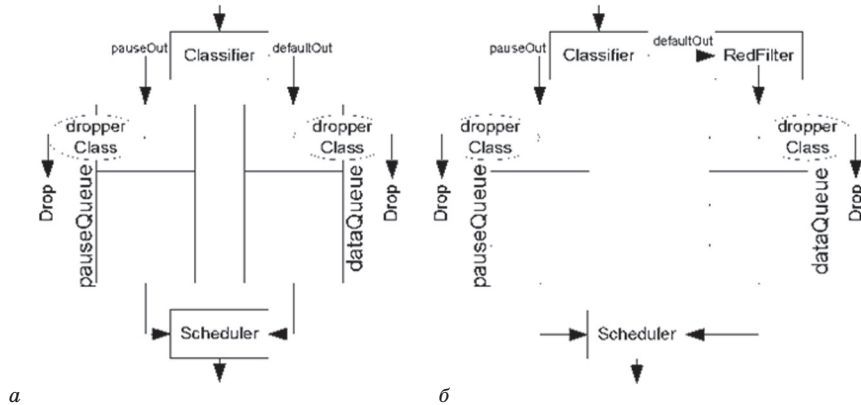 pauseOut
Classifier
defaultOut
dropper
Class
dropper
Class
Drop
pauseQueue
dataQueue
Drop
Scheduler
а
pauseOut
Classifier
defaultOut
RedFilter
dropper
Class
dropper
Class
Drop
pauseQueue
dataQueue
Drop
Scheduler
б